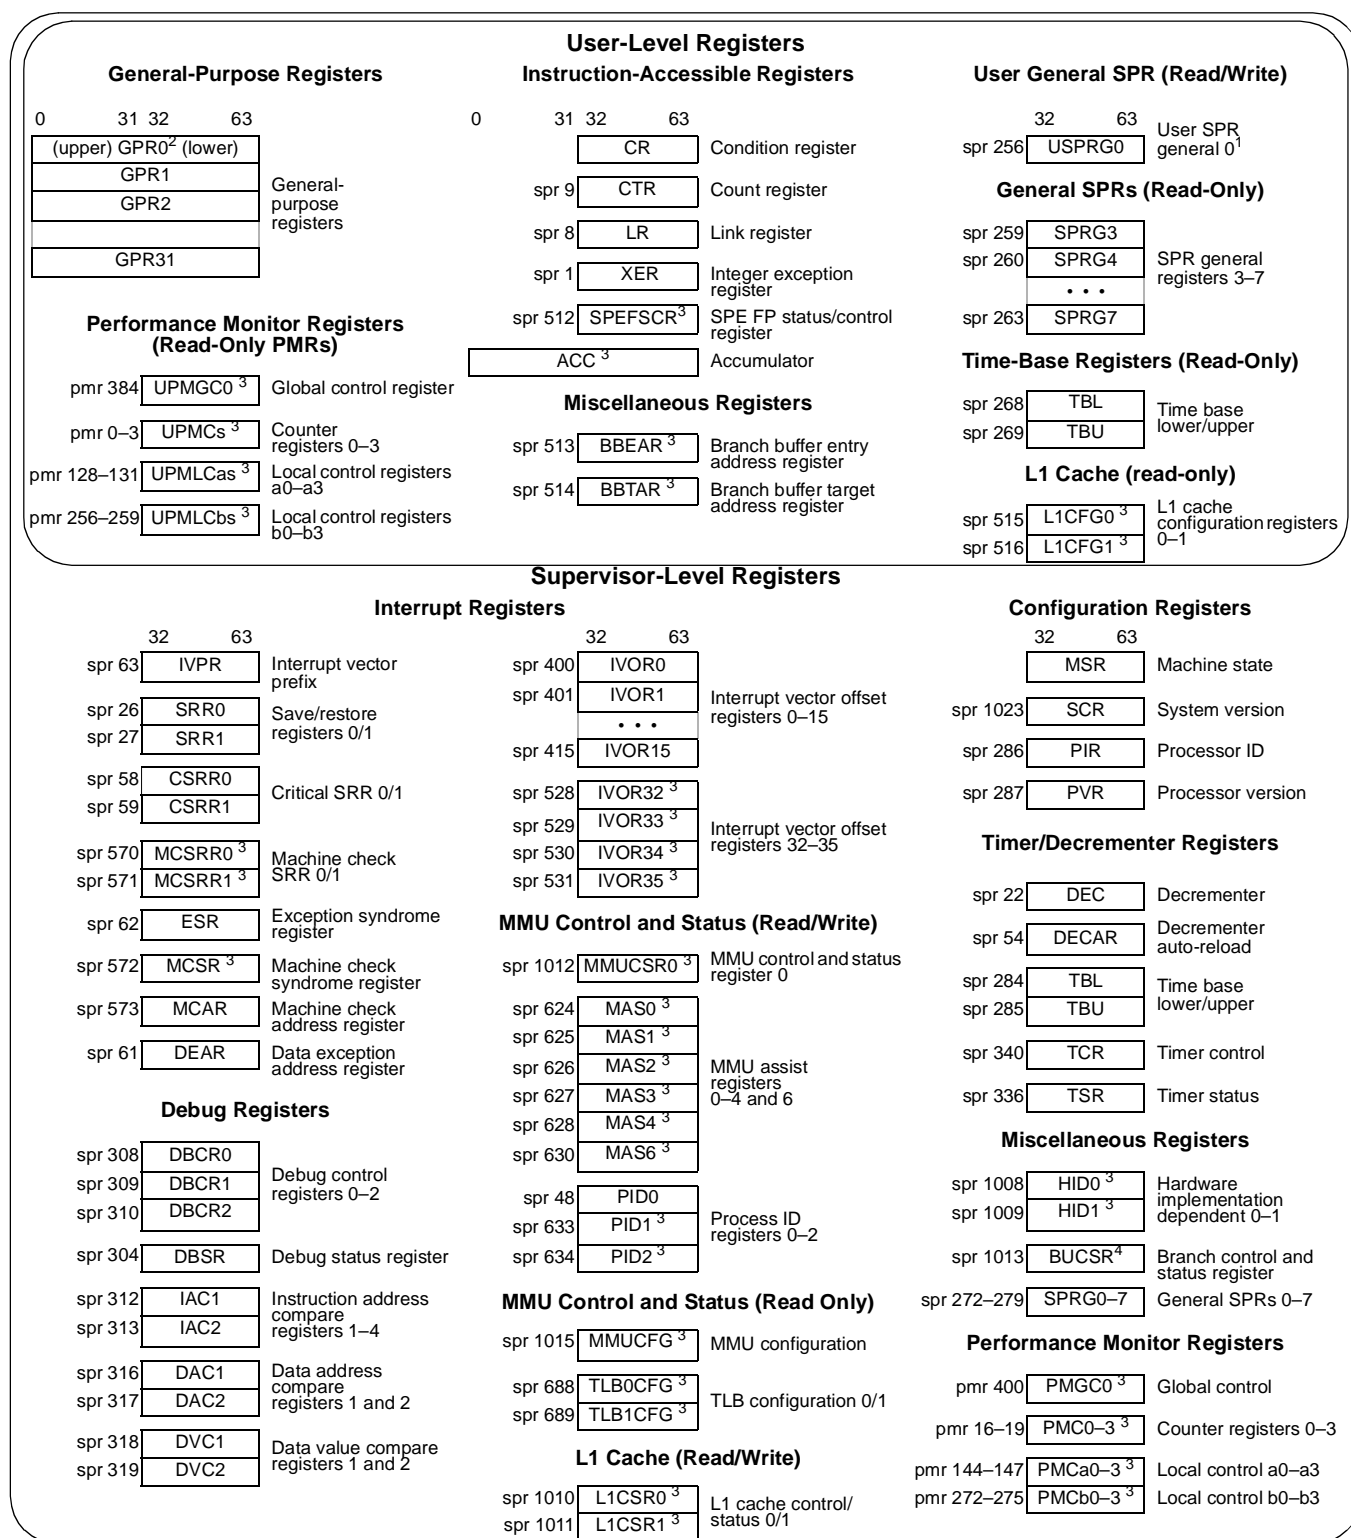 User-Level Registers
General-Purpose Registers
0 31 32 63
(upper) GPR0² (lower)
GPR1
GPR2
GPR31
General-
purpose
registers
Performance Monitor Registers
(Read-Only PMRs)
pmr 384 UPMGC0 ³ Global control register
pmr 0–3 UPMCs ³ Counter
registers 0–3
pmr 128–131 UPMLCas ³ Local control registers
a0–a3
pmr 256–259 UPMLCbs ³ Local control registers
b0–b3
Instruction-Accessible Registers
0 31 32 63
CR Condition register
spr 9 CTR Count register
spr 8 LR Link register
spr 1 XER Integer exception
register
spr 512 SPEFSCR³ SPE FP status/control
register
ACC ³ Accumulator
Miscellaneous Registers
spr 513 BBEAR ³ Branch buffer entry
address register
spr 514 BBTAR ³ Branch buffer target
address register
User General SPR (Read/Write)
32 63
spr 256 USPRG0 User SPR
general 0¹
General SPRs (Read-Only)
spr 259 SPRG3
spr 260 SPRG4
• • •
spr 263 SPRG7
SPR general
registers 3–7
Time-Base Registers (Read-Only)
spr 268 TBL
spr 269 TBU
Time base
lower/upper
L1 Cache (read-only)
spr 515 L1CFG0 ³
spr 516 L1CFG1 ³
L1 cache
configuration registers
0–1
Supervisor-Level Registers
Interrupt Registers
32 63
spr 63 IVPR Interrupt vector
prefix
spr 26 SRR0
spr 27 SRR1
Save/restore
registers 0/1
spr 58 CSRR0
spr 59 CSRR1
Critical SRR 0/1
spr 570 MCSRR0 ³
spr 571 MCSRR1 ³
Machine check
SRR 0/1
spr 62 ESR Exception syndrome
register
spr 572 MCSR ³ Machine check
syndrome register
spr 573 MCAR Machine check
address register
spr 61 DEAR Data exception
address register
Debug Registers
spr 308 DBCR0
spr 309 DBCR1
spr 310 DBCR2
Debug control
registers 0–2
spr 304 DBSR Debug status register
spr 312 IAC1
spr 313 IAC2
Instruction address
compare
registers 1–4
spr 316 DAC1
spr 317 DAC2
Data address
compare
registers 1 and 2
spr 318 DVC1
spr 319 DVC2
Data value compare
registers 1 and 2
32 63
spr 400 IVOR0
spr 401 IVOR1
• • •
spr 415 IVOR15
Interrupt vector offset
registers 0–15
spr 528 IVOR32 ³
spr 529 IVOR33 ³
spr 530 IVOR34 ³
spr 531 IVOR35 ³
Interrupt vector offset
registers 32–35
MMU Control and Status (Read/Write)
spr 1012 MMUCSR0 ³ MMU control and status
register 0
spr 624 MAS0 ³
spr 625 MAS1 ³
spr 626 MAS2 ³
spr 627 MAS3 ³
spr 628 MAS4 ³
spr 630 MAS6 ³
MMU assist
registers
0–4 and 6
spr 48 PID0
spr 633 PID1 ³
spr 634 PID2 ³
Process ID
registers 0–2
MMU Control and Status (Read Only)
spr 1015 MMUCFG ³ MMU configuration
spr 688 TLB0CFG ³
spr 689 TLB1CFG ³
TLB configuration 0/1
L1 Cache (Read/Write)
spr 1010 L1CSR0 ³
spr 1011 L1CSR1 ³
L1 cache control/
status 0/1
Configuration Registers
32 63
MSR Machine state
spr 1023 SCR System version
spr 286 PIR Processor ID
spr 287 PVR Processor version
Timer/Decrementer Registers
spr 22 DEC Decrementer
spr 54 DECAR Decrementer
auto-reload
spr 284 TBL
spr 285 TBU
Time base
lower/upper
spr 340 TCR Timer control
spr 336 TSR Timer status
Miscellaneous Registers
spr 1008 HID0 ³
spr 1009 HID1 ³
Hardware
implementation
dependent 0–1
spr 1013 BUCSR⁴ Branch control and
status register
spr 272–279 SPRG0–7 General SPRs 0–7
Performance Monitor Registers
pmr 400 PMGC0 ³ Global control
pmr 16–19 PMC0–3 ³ Counter registers 0–3
pmr 144–147 PMCa0–3 ³ Local control a0–a3
pmr 272–275 PMCb0–3 ³ Local control b0–b3